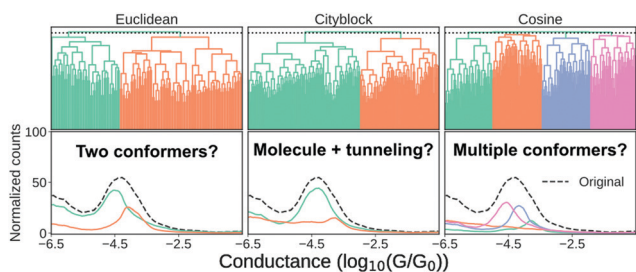 Euclidean Cityblock Cosine
100
50
0
Normalized counts
Two conformers? Molecule + tunneling? Multiple conformers?
Original
−6.5 −4.5 −2.5 −6.5 −4.5 −2.5 −6.5 −4.5 −2.5
Conductance (log₁₀(G/G₀))